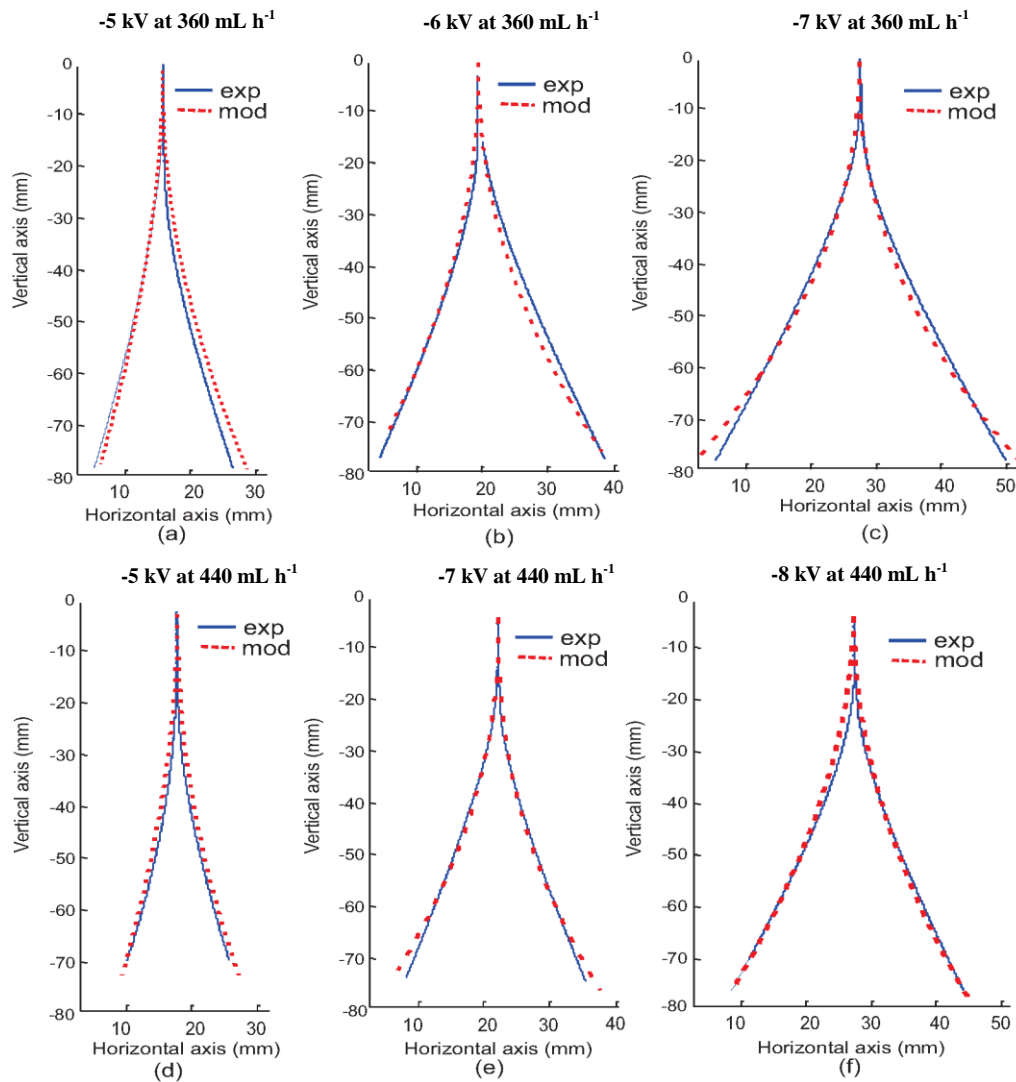 -5 kV at 360 mL h-1
-6 kV at 360 mL h-1
-7 kV at 360 mL h-1
0
-10
-20
-30
-40
-50
-60
-70
-80
Vertical axis (mm)
exp
mod
10 20 30
Horizontal axis (mm)
(a)
0
-10
-20
-30
-40
-50
-60
-70
-80
Vertical axis (mm)
exp
mod
10 20 30 40
Horizontal axis (mm)
(b)
0
-10
-20
-30
-40
-50
-60
-70
-80
Vertical axis (mm)
exp
mod
10 20 30 40 50
Horizontal axis (mm)
(c)
-5 kV at 440 mL h-1
-7 kV at 440 mL h-1
-8 kV at 440 mL h-1
0
-10
-20
-30
-40
-50
-60
-70
-80
Vertical axis (mm)
exp
mod
10 20 30
Horizontal axis (mm)
(d)
0
-10
-20
-30
-40
-50
-60
-70
-80
Vertical axis (mm)
exp
mod
10 20 30 40
Horizontal axis (mm)
(e)
0
-10
-20
-30
-40
-50
-60
-70
-80
Vertical axis (mm)
exp
mod
10 20 30 40 50
Horizontal axis (mm)
(f)